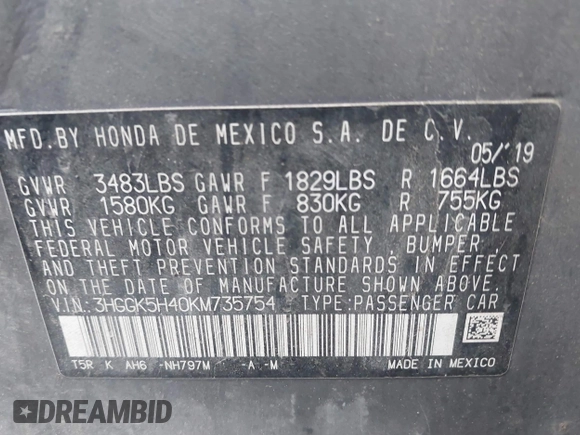 MFD.BY HONDA DE MEXICO S.A. DE C.V.
05/'19
GVWR 3483LBS GAWR F 1829LBS R 1664LBS
GVWR 1580KG GAWR F 830KG R 755KG
THIS VEHICLE CONFORMS TO ALL APPLICABLE
FEDERAL MOTOR VEHICLE SAFETY , BUMPER ,
AND THEFT PREVENTION STANDARDS IN EFFECT
ON THE DATE OF MANUFACTURE SHOWN ABOVE.
V.I.N: 3HGGK5H40KM735754 TYPE:PASSENGER CAR
T5R K AH6 -NH797M -A -M MADE IN MEXICO
DREAMBID